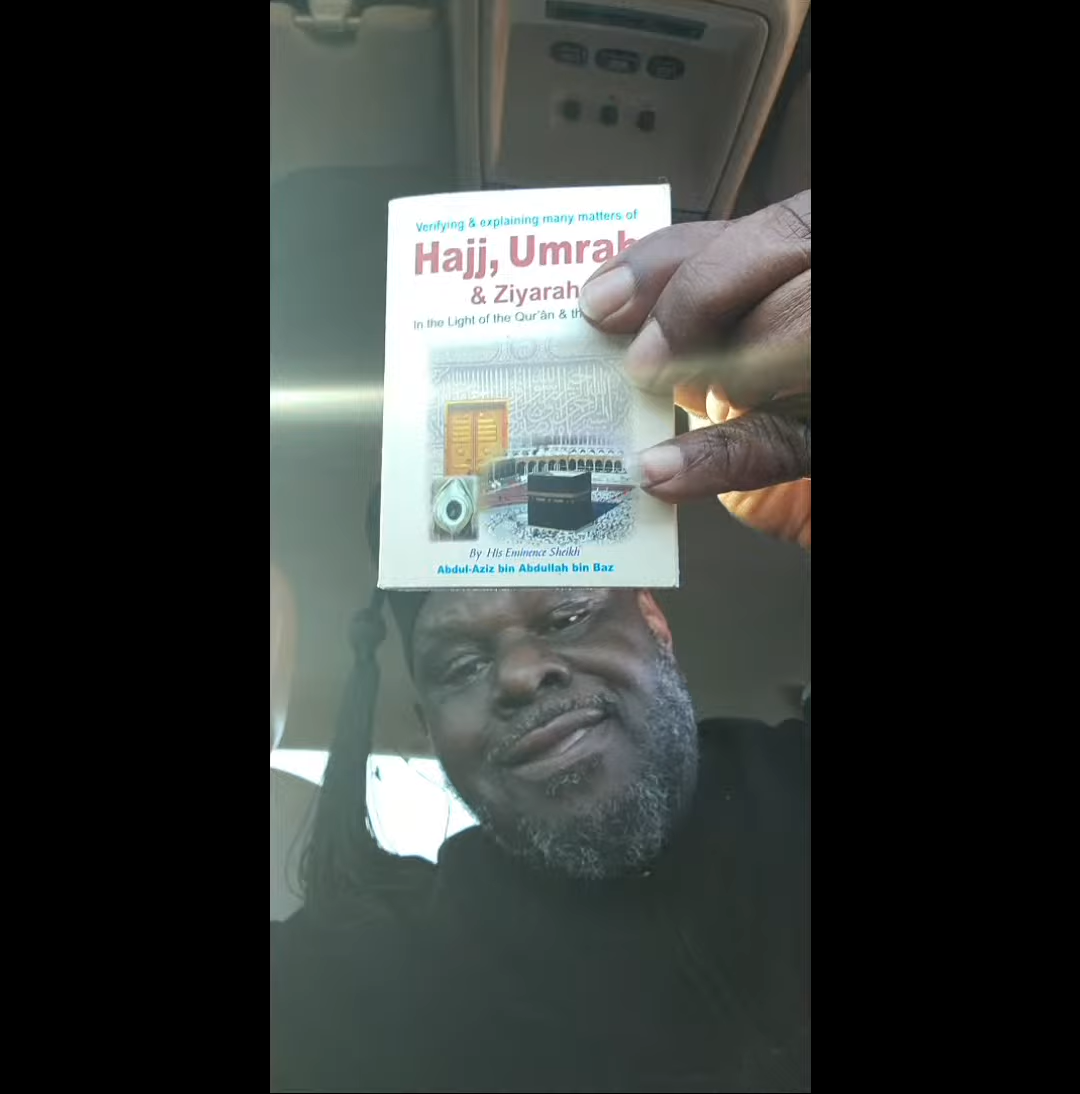 Verifying & explaining many matters of
Hajj, Umrah
& Ziyarah
In the Light of the Qur'ân & th
By His Eminence Sheikh
Abdul-Aziz bin Abdullah bin Baz